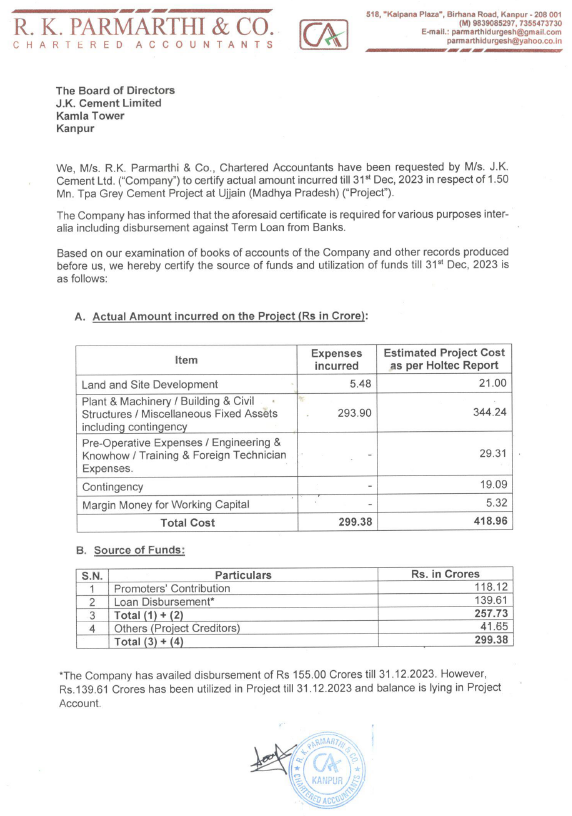 R. K. PARMARTHI & CO.
CHARTERED ACCOUNTANTS
CA
518, "Kalpana Plaza", Birhana Road, Kanpur - 208 001
(M) 9839085297, 7355473730
E-mail.: parmarthidurgesh@gmail.com
parmarthidurgesh@yahoo.co.in
The Board of Directors
J.K. Cement Limited
Kamla Tower
Kanpur
We, M/s. R.K. Parmarthi & Co., Chartered Accountants have been requested by M/s. J.K.
Cement Ltd. ("Company") to certify actual amount incurred till 31st Dec, 2023 in respect of 1.50
Mn. Tpa Grey Cement Project at Ujjain (Madhya Pradesh) ("Project").
The Company has informed that the aforesaid certificate is required for various purposes inter-
alia including disbursement against Term Loan from Banks.
Based on our examination of books of accounts of the Company and other records produced
before us, we hereby certify the source of funds and utilization of funds till 31st Dec, 2023 is
as follows:
A. Actual Amount incurred on the Project (Rs in Crore):
Item Expenses incurred Estimated Project Cost as per Holtec Report
Land and Site Development 5.48 21.00
Plant & Machinery / Building & Civil
Structures / Miscellaneous Fixed Assets 293.90 344.24
including contingency
Pre-Operative Expenses / Engineering &
Knowhow / Training & Foreign Technician - 29.31
Expenses.
Contingency - 19.09
Margin Money for Working Capital - 5.32
Total Cost 299.38 418.96
B. Source of Funds:
S.N. Particulars Rs. in Crores
1 Promoters' Contribution 118.12
2 Loan Disbursement* 139.61
3 Total (1) + (2) 257.73
4 Others (Project Creditors) 41.65
Total (3) + (4) 299.38
*The Company has availed disbursement of Rs 155.00 Crores till 31.12.2023. However,
Rs.139.61 Crores has been utilized in Project till 31.12.2023 and balance is lying in Project
Account.
R. K. PARMARTHI & CO.
CA
KANPUR
CHARTERED ACCOUNTANTS